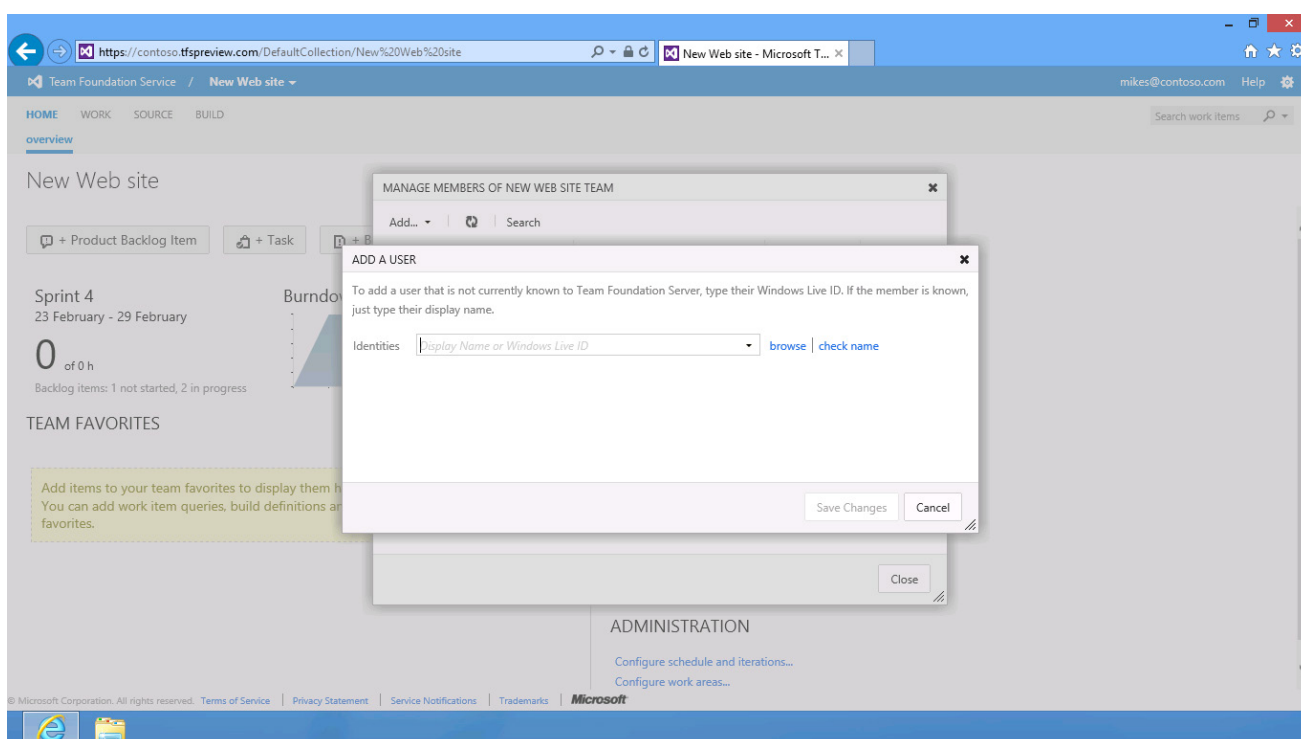 https://contoso.tfspreview.com/DefaultCollection/New%20Web%20site
New Web site - Microsoft T...
Team Foundation Service / New Web site
mikes@contoso.com Help
HOME WORK SOURCE BUILD
Search work items
overview
New Web site
MANAGE MEMBERS OF NEW WEB SITE TEAM
Add... Search
+ Product Backlog Item + Task + B
ADD A USER
To add a user that is not currently known to Team Foundation Server, type their Windows Live ID. If the member is known,
just type their display name.
Identities Display Name or Windows Live ID browse check name
Save Changes Cancel
Close
Sprint 4
23 February - 29 February
0 of 0 h
Backlog items: 1 not started, 2 in progress
Burndo
TEAM FAVORITES
Add items to your team favorites to display them h
You can add work item queries, build definitions an
favorites.
ADMINISTRATION
Configure schedule and iterations...
Configure work areas...
© Microsoft Corporation. All rights reserved. Terms of Service Privacy Statement Service Notifications Trademarks Microsoft